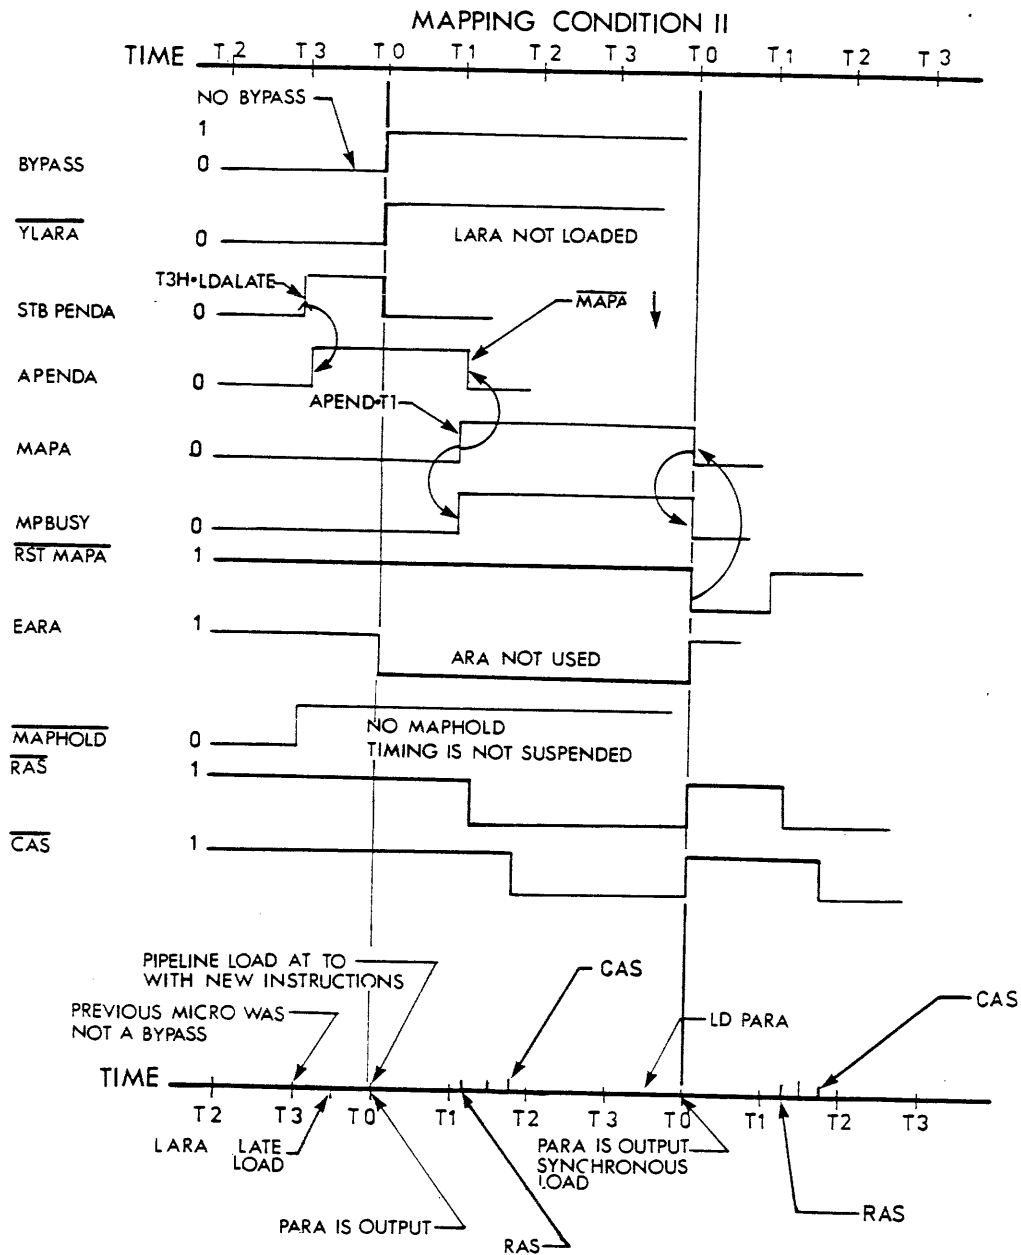 MAPPING CONDITION II
TIME T2 T3 T0 T1 T2 T3 T0 T1 T2 T3
NO BYPASS
1
BYPASS 0
YLARA 0
LARA NOT LOADED
T3H•LDALATE
MAPA
STB PENDA 0
APENDA 0
APEND•T1
MAPA 0
MPBUSY 0
RST MAPA 1
EARA 1
ARA NOT USED
MAPHOLD 0
NO MAPHOLD
TIMING IS NOT SUSPENDED
RAS 1
CAS 1
PIPELINE LOAD AT TO
WITH NEW INSTRUCTIONS
CAS
PREVIOUS MICRO WAS
NOT A BYPASS
LD PARA
CAS
TIME
T2 T3 T0 T1 T2 T3 T0 T1 T2 T3
LARA LATE
LOAD
PARA IS OUTPUT
SYNCHRONOUS
LOAD
PARA IS OUTPUT
RAS
RAS